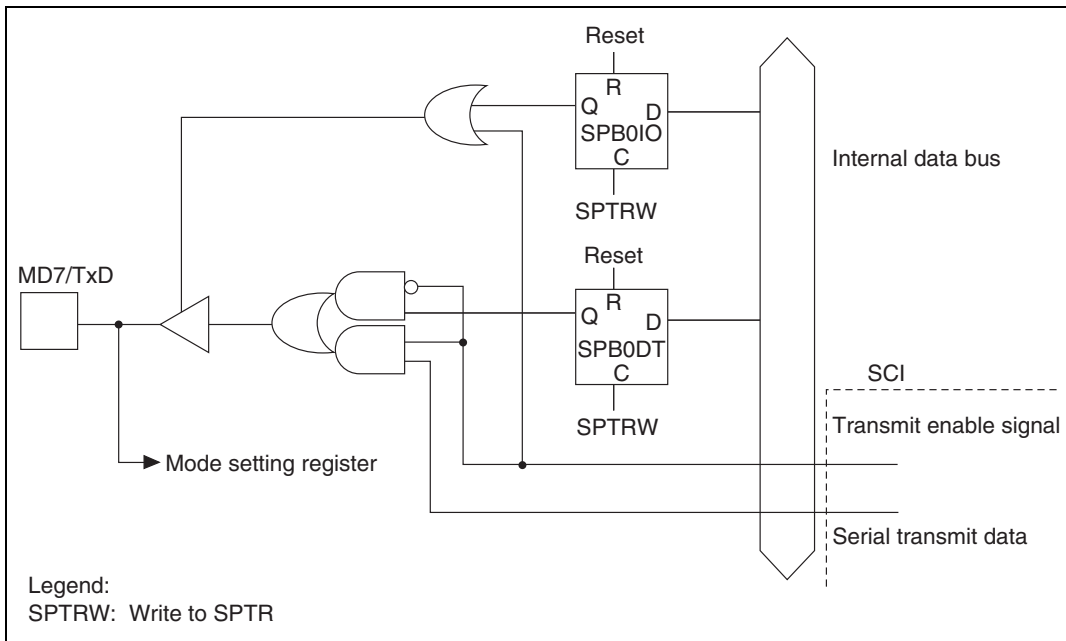 Reset
R
Q
D
SPB0IO
C
Internal data bus
SPTRW
Reset
MD7/TxD
R
Q
D
SPB0DT
C
SCI
SPTRW
Transmit enable signal
Mode setting register
Serial transmit data
Legend:
SPTRW: Write to SPTR